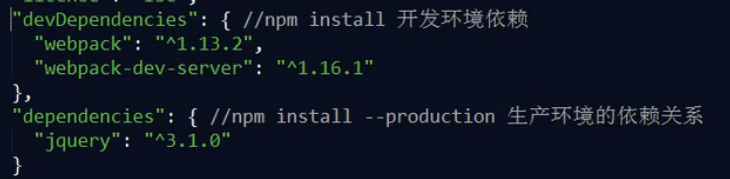 "devDependencies": { //npm install 开发环境依赖
"webpack": "^1.13.2",
"webpack-dev-server": "^1.16.1"
},
"dependencies": { //npm install --production 生产环境的依赖关系
"jquery": "^3.1.0"
}